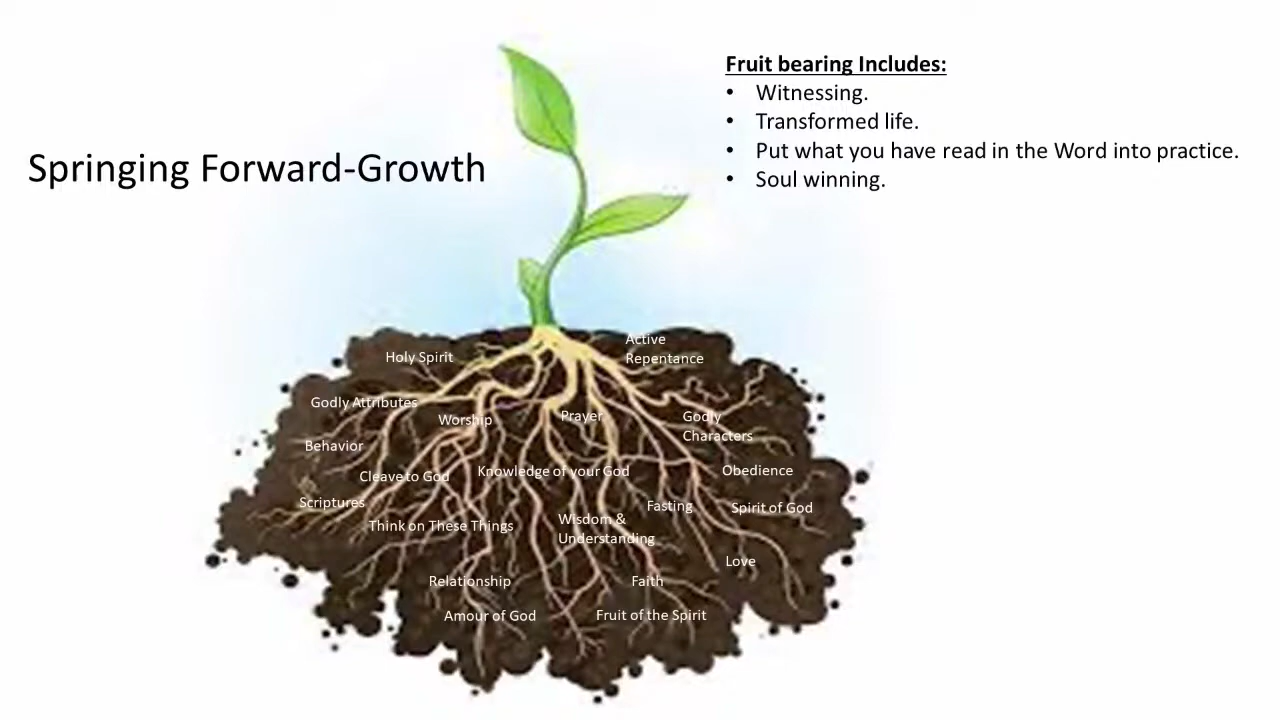 Fruit bearing Includes:
• Witnessing.
• Transformed life.
• Put what you have read in the Word into practice.
• Soul winning.
Springing Forward-Growth
Active
Repentance
Holy Spirit
Godly Attributes
Worship
Prayer
Godly
Characters
Behavior
Cleave to God
Knowledge of your God
Obedience
Scriptures
Fasting
Spirit of God
Think on These Things
Wisdom &
Understanding
Love
Relationship
Faith
Amour of God
Fruit of the Spirit